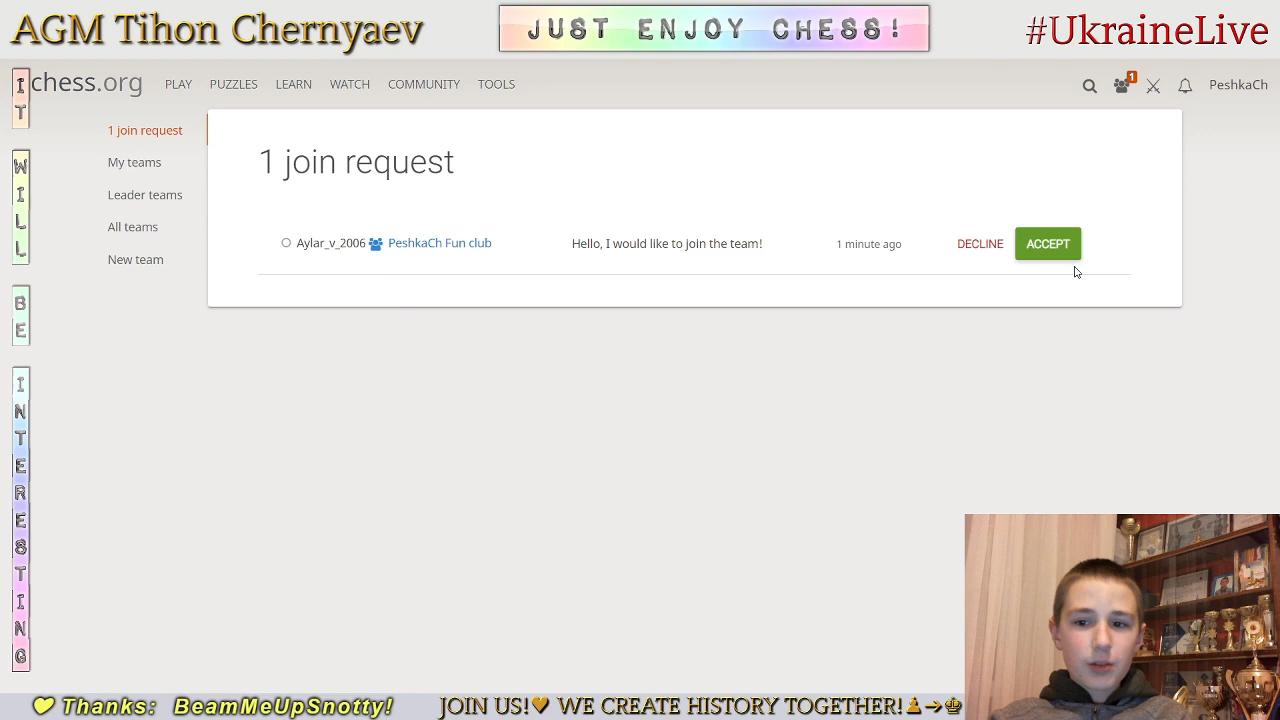 AGM Tihon Chernyaev
JUST ENJOY CHESS!
#UkraineLive
IT
WILL
BE
INTERESTING
chess.org
PLAY
PUZZLES
LEARN
WATCH
COMMUNITY
TOOLS
1
PeshkaCh
1 join request
My teams
Leader teams
All teams
New team
1 join request
Aylar_v_2006 PeshkaCh Fun club
Hello, I would like to join the team!
1 minute ago
DECLINE
ACCEPT
Thanks: BeamMeUpSnotty!
JOIN US! WE CREATE HISTORY TOGETHER!